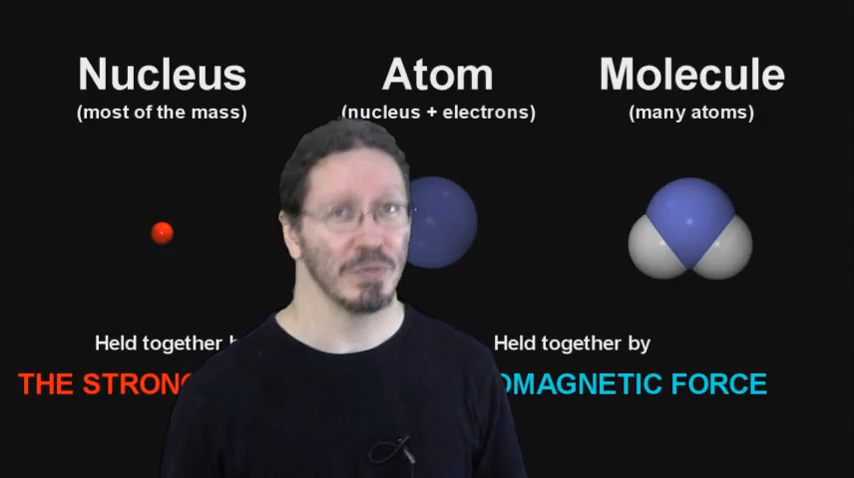 Nucleus
(most of the mass)
Atom
(nucleus + electrons)
Molecule
(many atoms)
Held together
THE STRONG
Held together by
OMAGNETIC FORCE